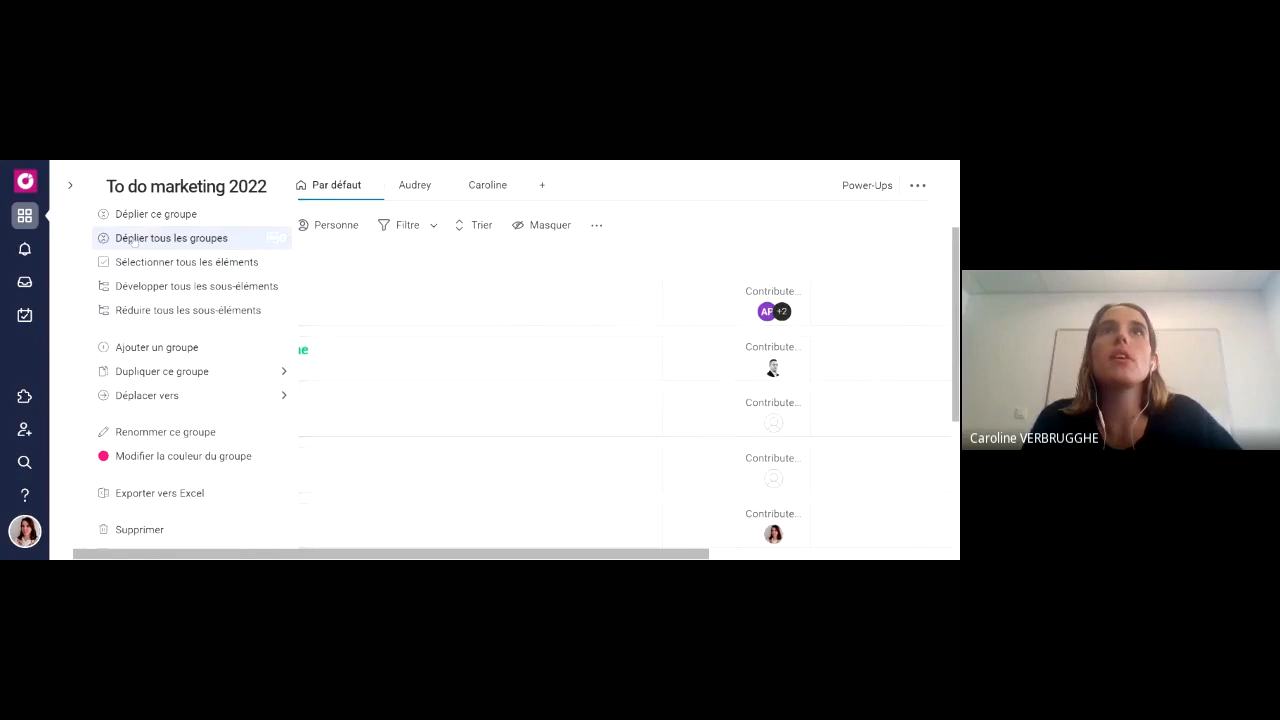 To do marketing 2022
Par défaut
Audrey
Caroline
+
Power-Ups
Personne
Filtre
Trier
Masquer
Déplier ce groupe
Déplier tous les groupes
Sélectionner tous les éléments
Développer tous les sous-éléments
Réduire tous les sous-éléments
Ajouter un groupe
Dupliquer ce groupe
Déplacer vers
Renommer ce groupe
Modifier la couleur du groupe
Exporter vers Excel
Supprimer
Contribute...
AP +2
Contribute...
Contribute...
Contribute...
Contribute...
?
Caroline VERBRUGGHE